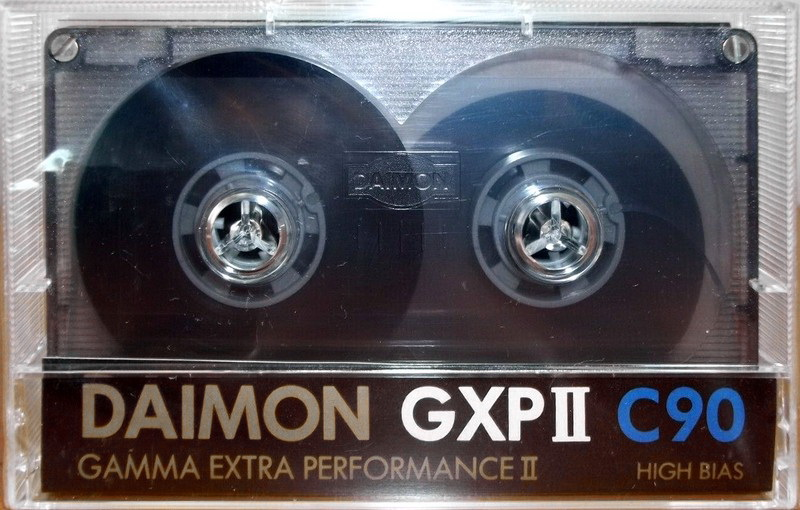 DAIMON
DAIMON GXPII C90
GAMMA EXTRA PERFORMANCE II
HIGH BIAS